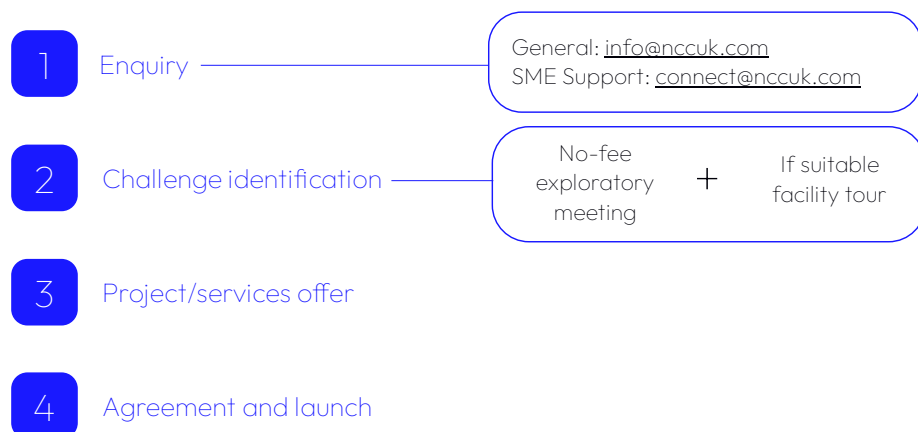 1
Enquiry
General: info@nccuk.com
SME Support: connect@nccuk.com
2
Challenge identification
No-fee
exploratory
meeting
+
If suitable
facility tour
3
Project/services offer
4
Agreement and launch